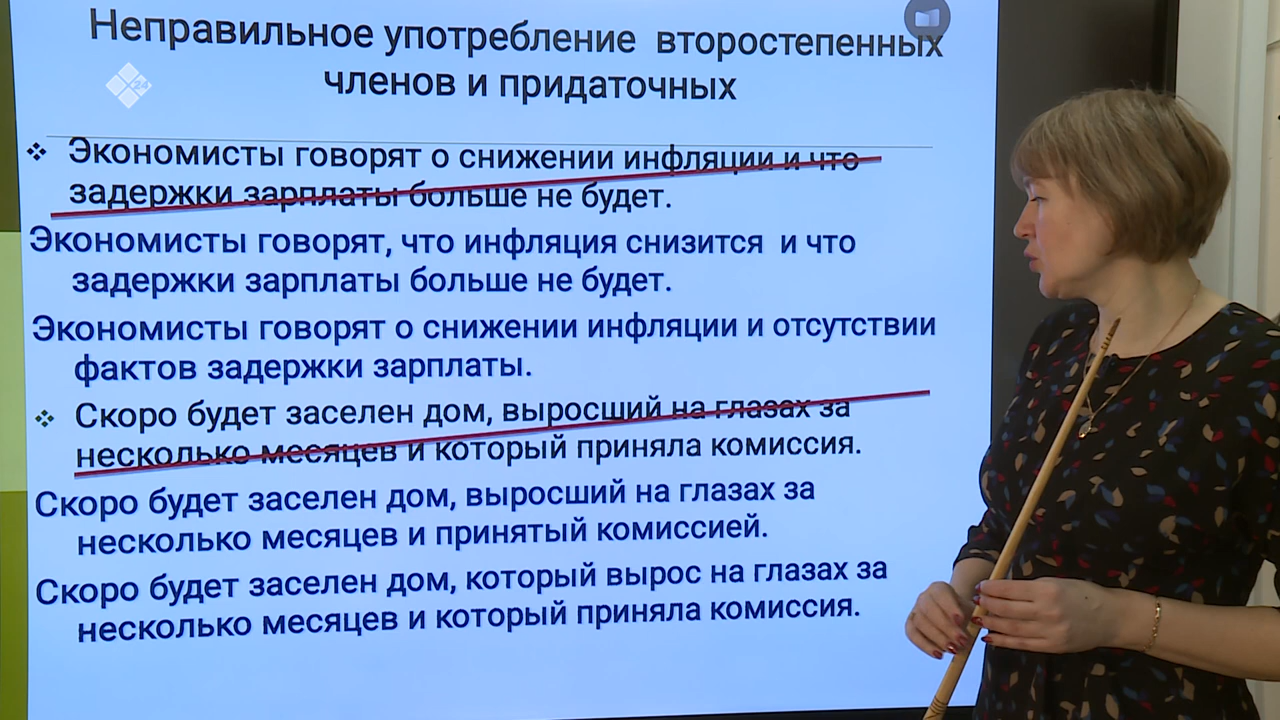 Неправильное употребление второстепенных
членов и придаточных
24
❖ Экономисты говорят о снижении инфляции и что
задержки зарплаты больше не будет.
Экономисты говорят, что инфляция снизится и что
задержки зарплаты больше не будет.
Экономисты говорят о снижении инфляции и отсутствии
фактов задержки зарплаты.
❖ Скоро будет заселен дом, выросший на глазах за
несколько месяцев и который приняла комиссия.
Скоро будет заселен дом, выросший на глазах за
несколько месяцев и принятый комиссией.
Скоро будет заселен дом, который вырос на глазах за
несколько месяцев и который приняла комиссия.